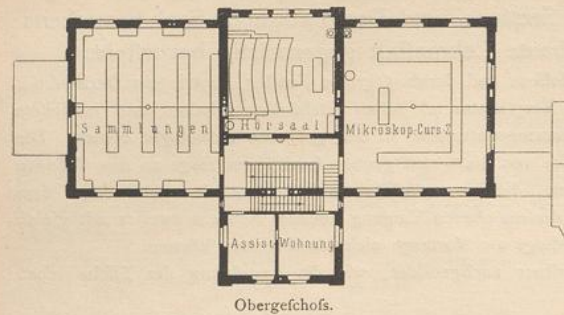 Sammlungen
Hörsaal
Mikroskop-Curs 2
Assist Wohnung
Obergeſchoſs.